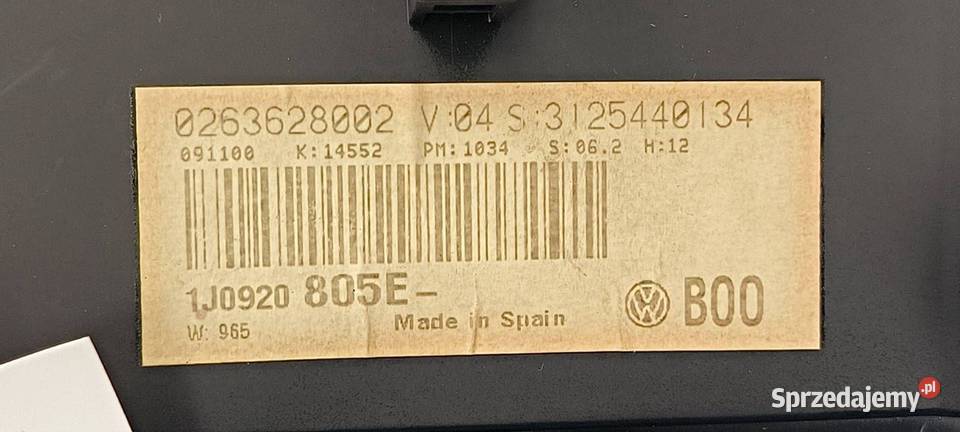 0263628002 V:04 S:3125440134
091100 K:14552 PM:1034 S:06.2 H:12
1J0920 805E- B00
W: 965 Made in Spain
Sprzedajemy.pl